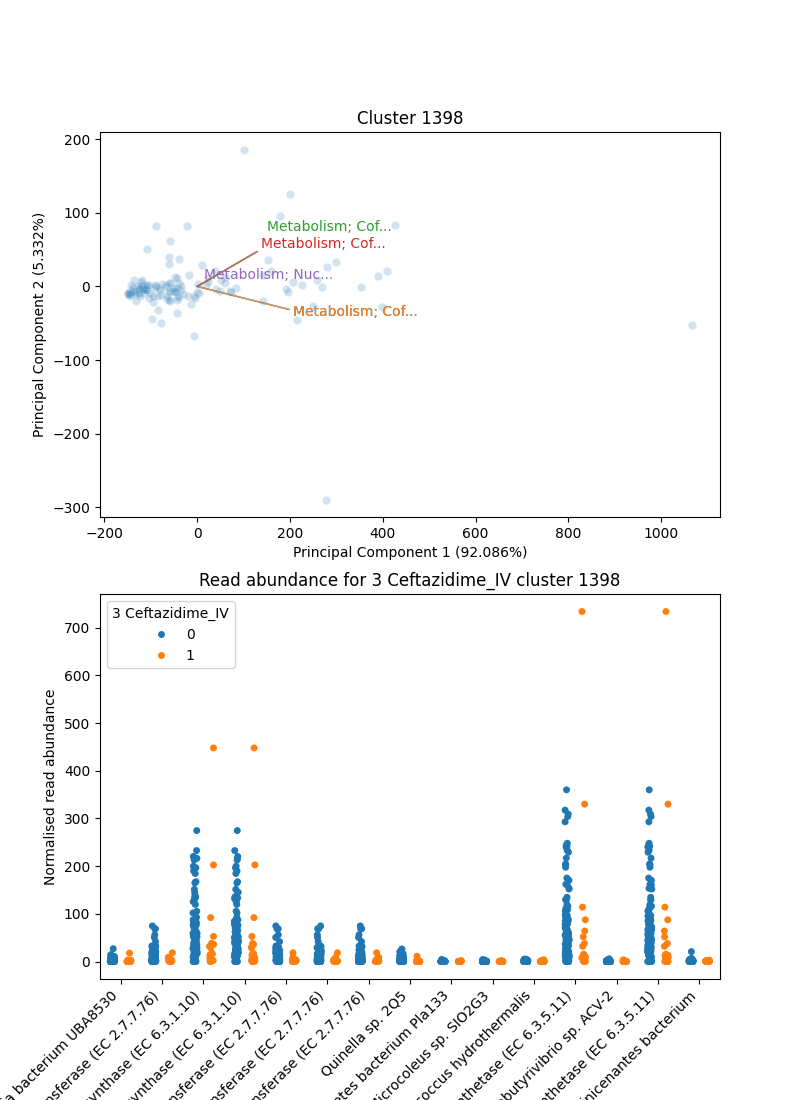 Cluster 1398
200
100
0
−100
−200
−300
Principal Component 2 (5.332%)
Metabolism; Cof...
Metabolism; Cof...
Metabolism; Nuc...
Metabolism; Cof...
−200 0 200 400 600 800 1000
Principal Component 1 (92.086%)
Read abundance for 3 Ceftazidime_IV cluster 1398
3 Ceftazidime_IV
0
1
700
600
500
400
300
200
100
0
Normalised read abundance
a bacterium UBA8530
nsferase (EC 2.7.7.76)
ynthase (EC 6.3.1.10)
ynthase (EC 6.3.1.10)
nsferase (EC 2.7.7.76)
nsferase (EC 2.7.7.76)
nsferase (EC 2.7.7.76)
Quinella sp. 2Q5
etes bacterium Pla133
Microcoleus sp. SIO2G3
occus hydrothermalis
nthetase (EC 6.3.5.11)
obutyrivibrio sp. ACV-2
nthetase (EC 6.3.5.11)
inicenantes bacterium